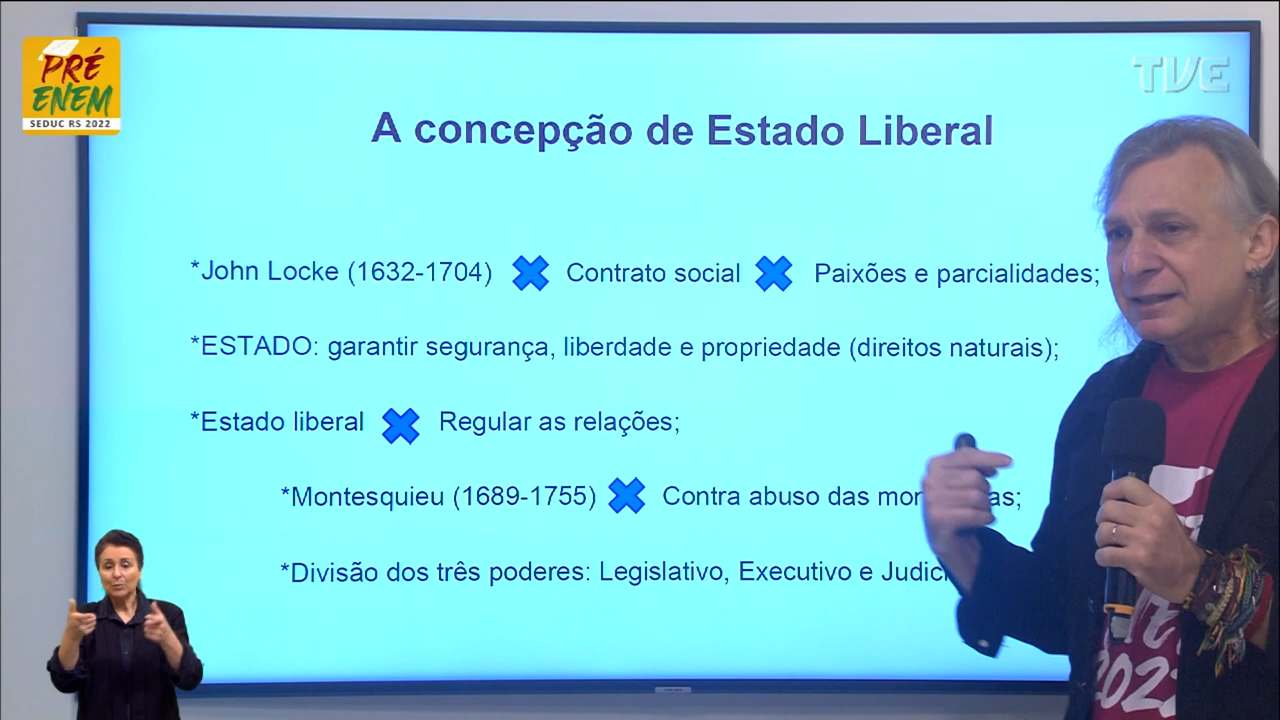 PRÉ
ENEM
SEDUC RS 2022
TVE
A concepção de Estado Liberal
*John Locke (1632-1704) Contrato social Paixões e parcialidades;
*ESTADO: garantir segurança, liberdade e propriedade (direitos naturais);
*Estado liberal Regular as relações;
*Montesquieu (1689-1755) Contra abuso das
*Divisão dos três poderes: Legislativo, Executivo e
2022